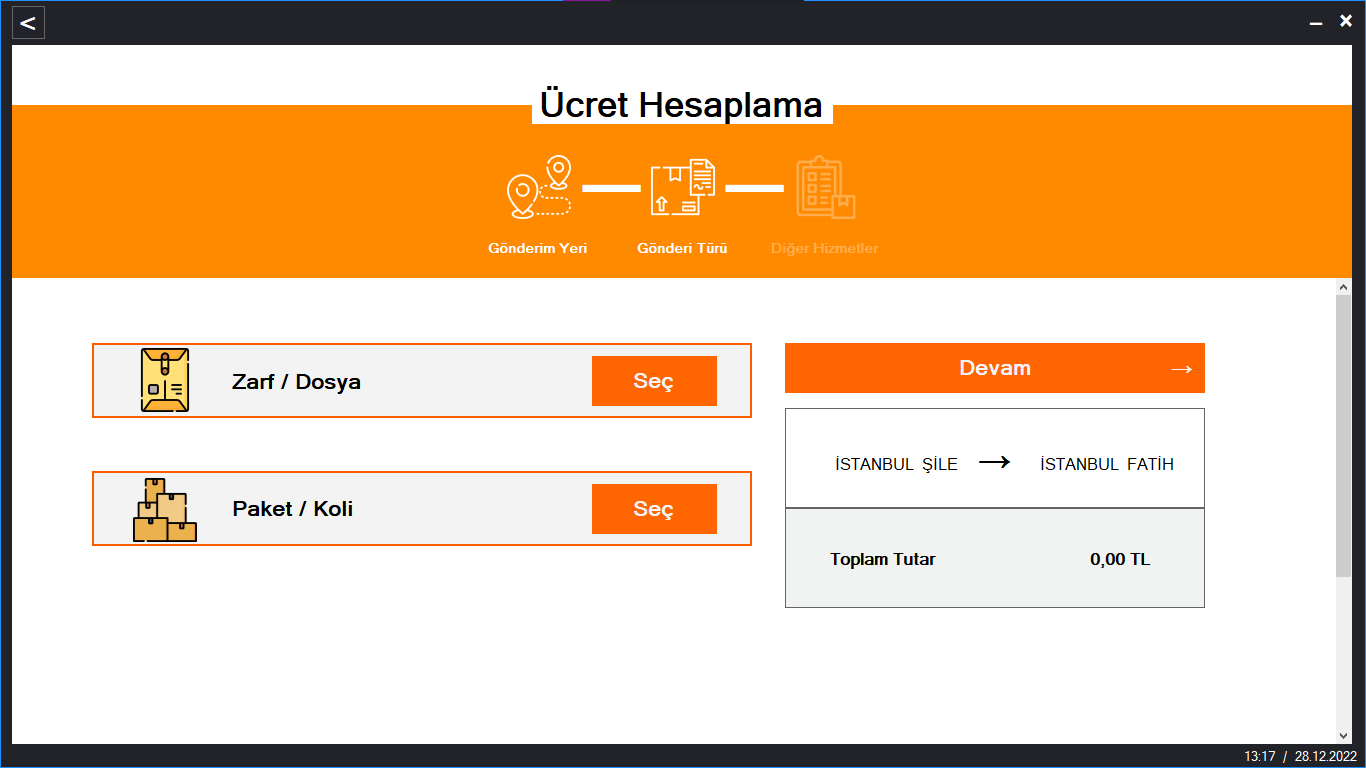 <
Ücret Hesaplama
Gönderim Yeri
Gönderi Türü
Diğer Hizmetler
Zarf / Dosya
Seç
Paket / Koli
Seç
Devam →
İSTANBUL ŞİLE → İSTANBUL FATİH
Toplam Tutar 0,00 TL
13:17 / 28.12.2022